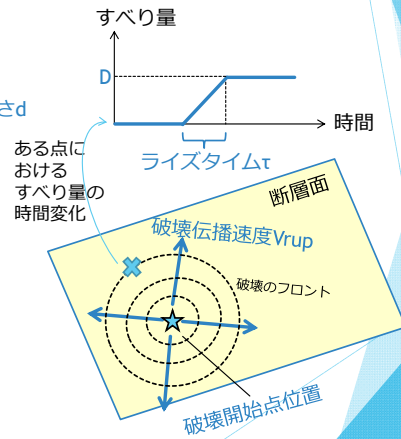 すべり量
D
さd
時間
ある点に
おける
すべり量の
時間変化
ライズタイムτ
断層面
破壊伝播速度Vrup
破壊のフロント
破壊開始点位置